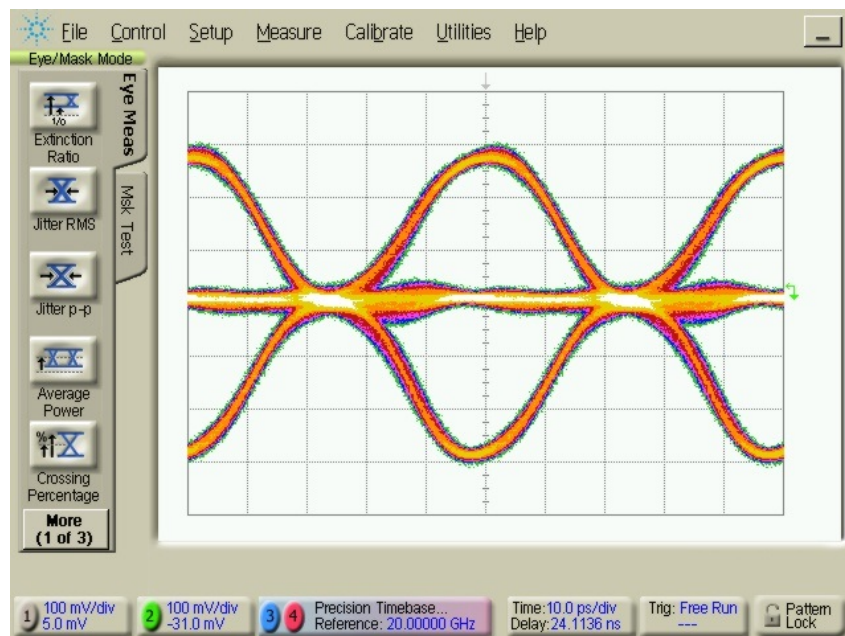 File Control Setup Measure Calibrate Utilities Help
Eye/Mask Mode
Eye Meas
Msk Test
1/0
Extinction
Ratio
Jitter RMS
Jitter p-p
Average
Power
%
Crossing
Percentage
More
(1 of 3)
1 100 mV/div
5.0 mV
2 100 mV/div
-31.0 mV
3 4 Precision Timebase...
Reference: 20.00000 GHz
Time:10.0 ps/div
Delay:24.1136 ns
Trig: Free Run
---
Pattern
Lock